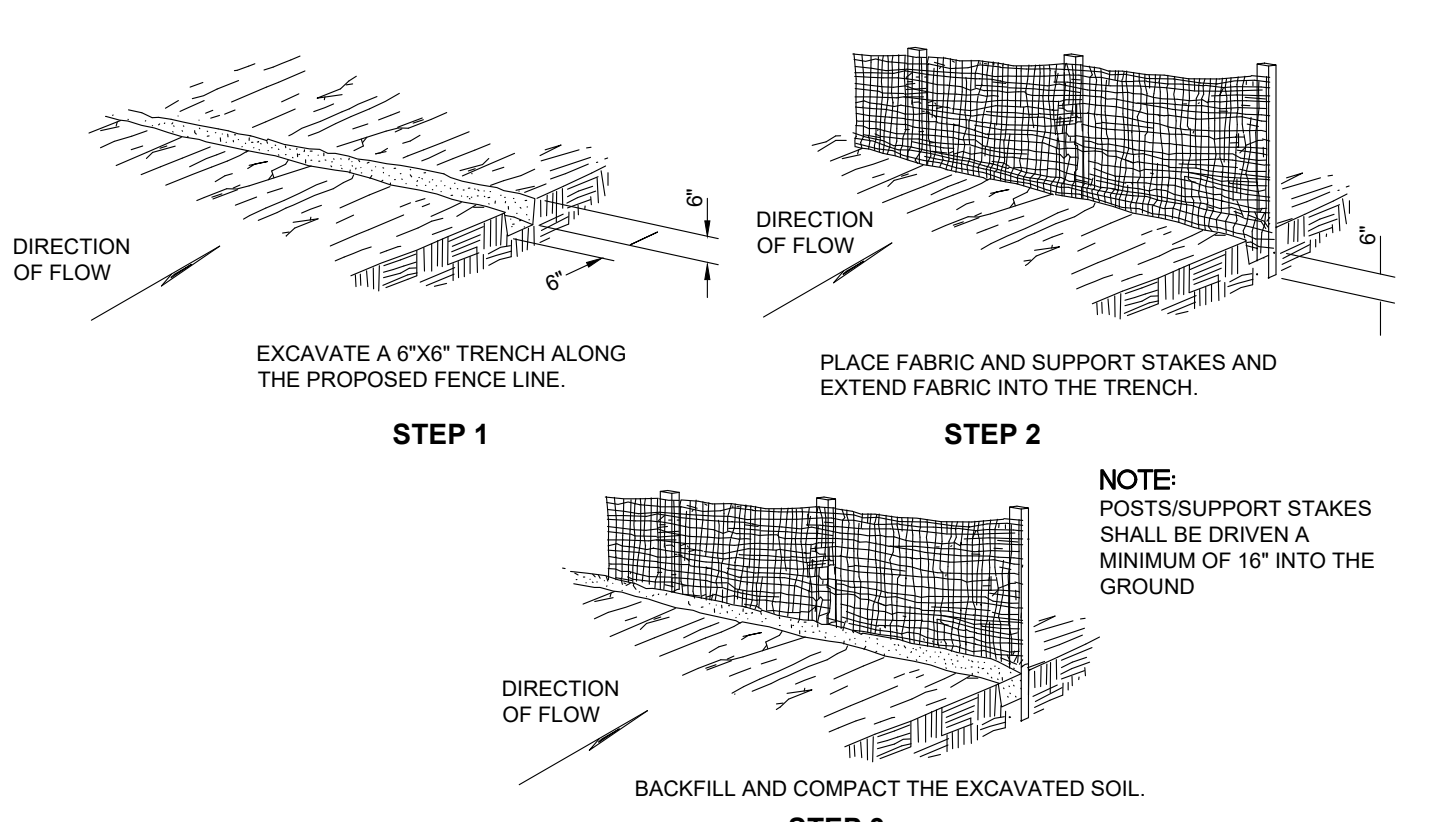 6"
DIRECTION
OF FLOW
6"
EXCAVATE A 6"X6" TRENCH ALONG
THE PROPOSED FENCE LINE.
STEP 1
DIRECTION
OF FLOW
6"
PLACE FABRIC AND SUPPORT STAKES AND
EXTEND FABRIC INTO THE TRENCH.
STEP 2
NOTE:
POSTS/SUPPORT STAKES
SHALL BE DRIVEN A
MINIMUM OF 16" INTO THE
GROUND
DIRECTION
OF FLOW
BACKFILL AND COMPACT THE EXCAVATED SOIL.
STEP 3